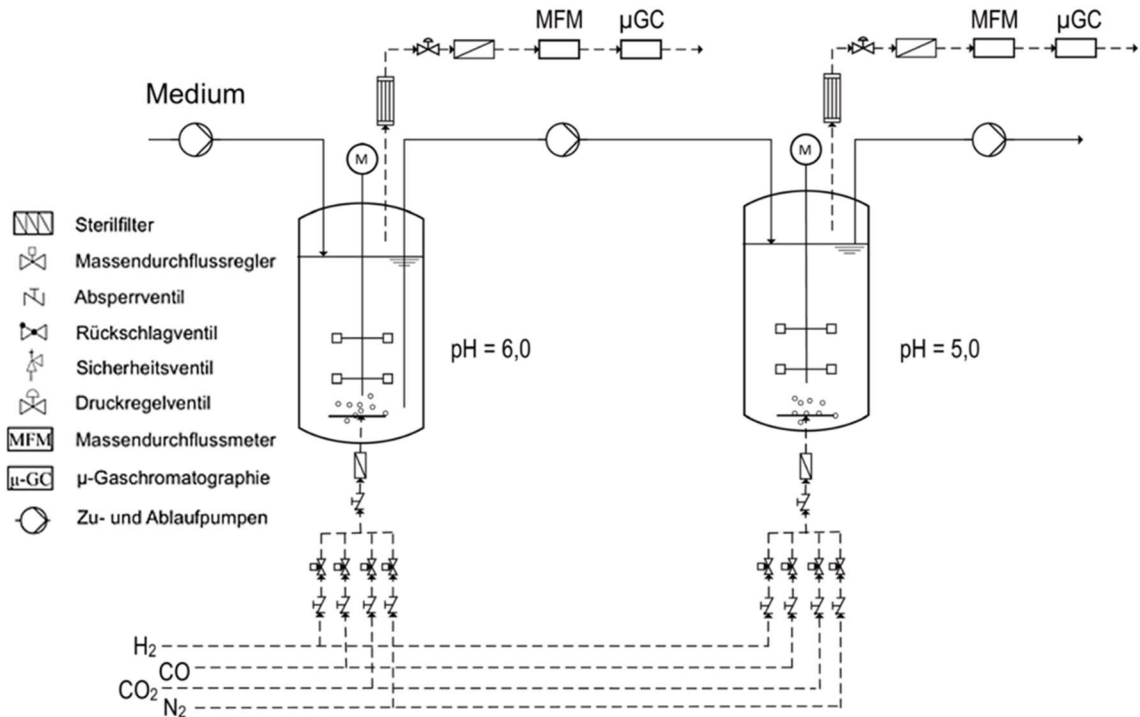 MFM
µGC
MFM
µGC
Medium
M
M
Sterilfilter
Massendurchflussregler
Absperrventil
Rückschlagventil
Sicherheitsventil
Druckregelventil
MFM Massendurchflussmeter
µ-GC µ-Gaschromatographie
Zu- und Ablaufpumpen
pH = 6,0
pH = 5,0
H₂
CO
CO₂
N₂